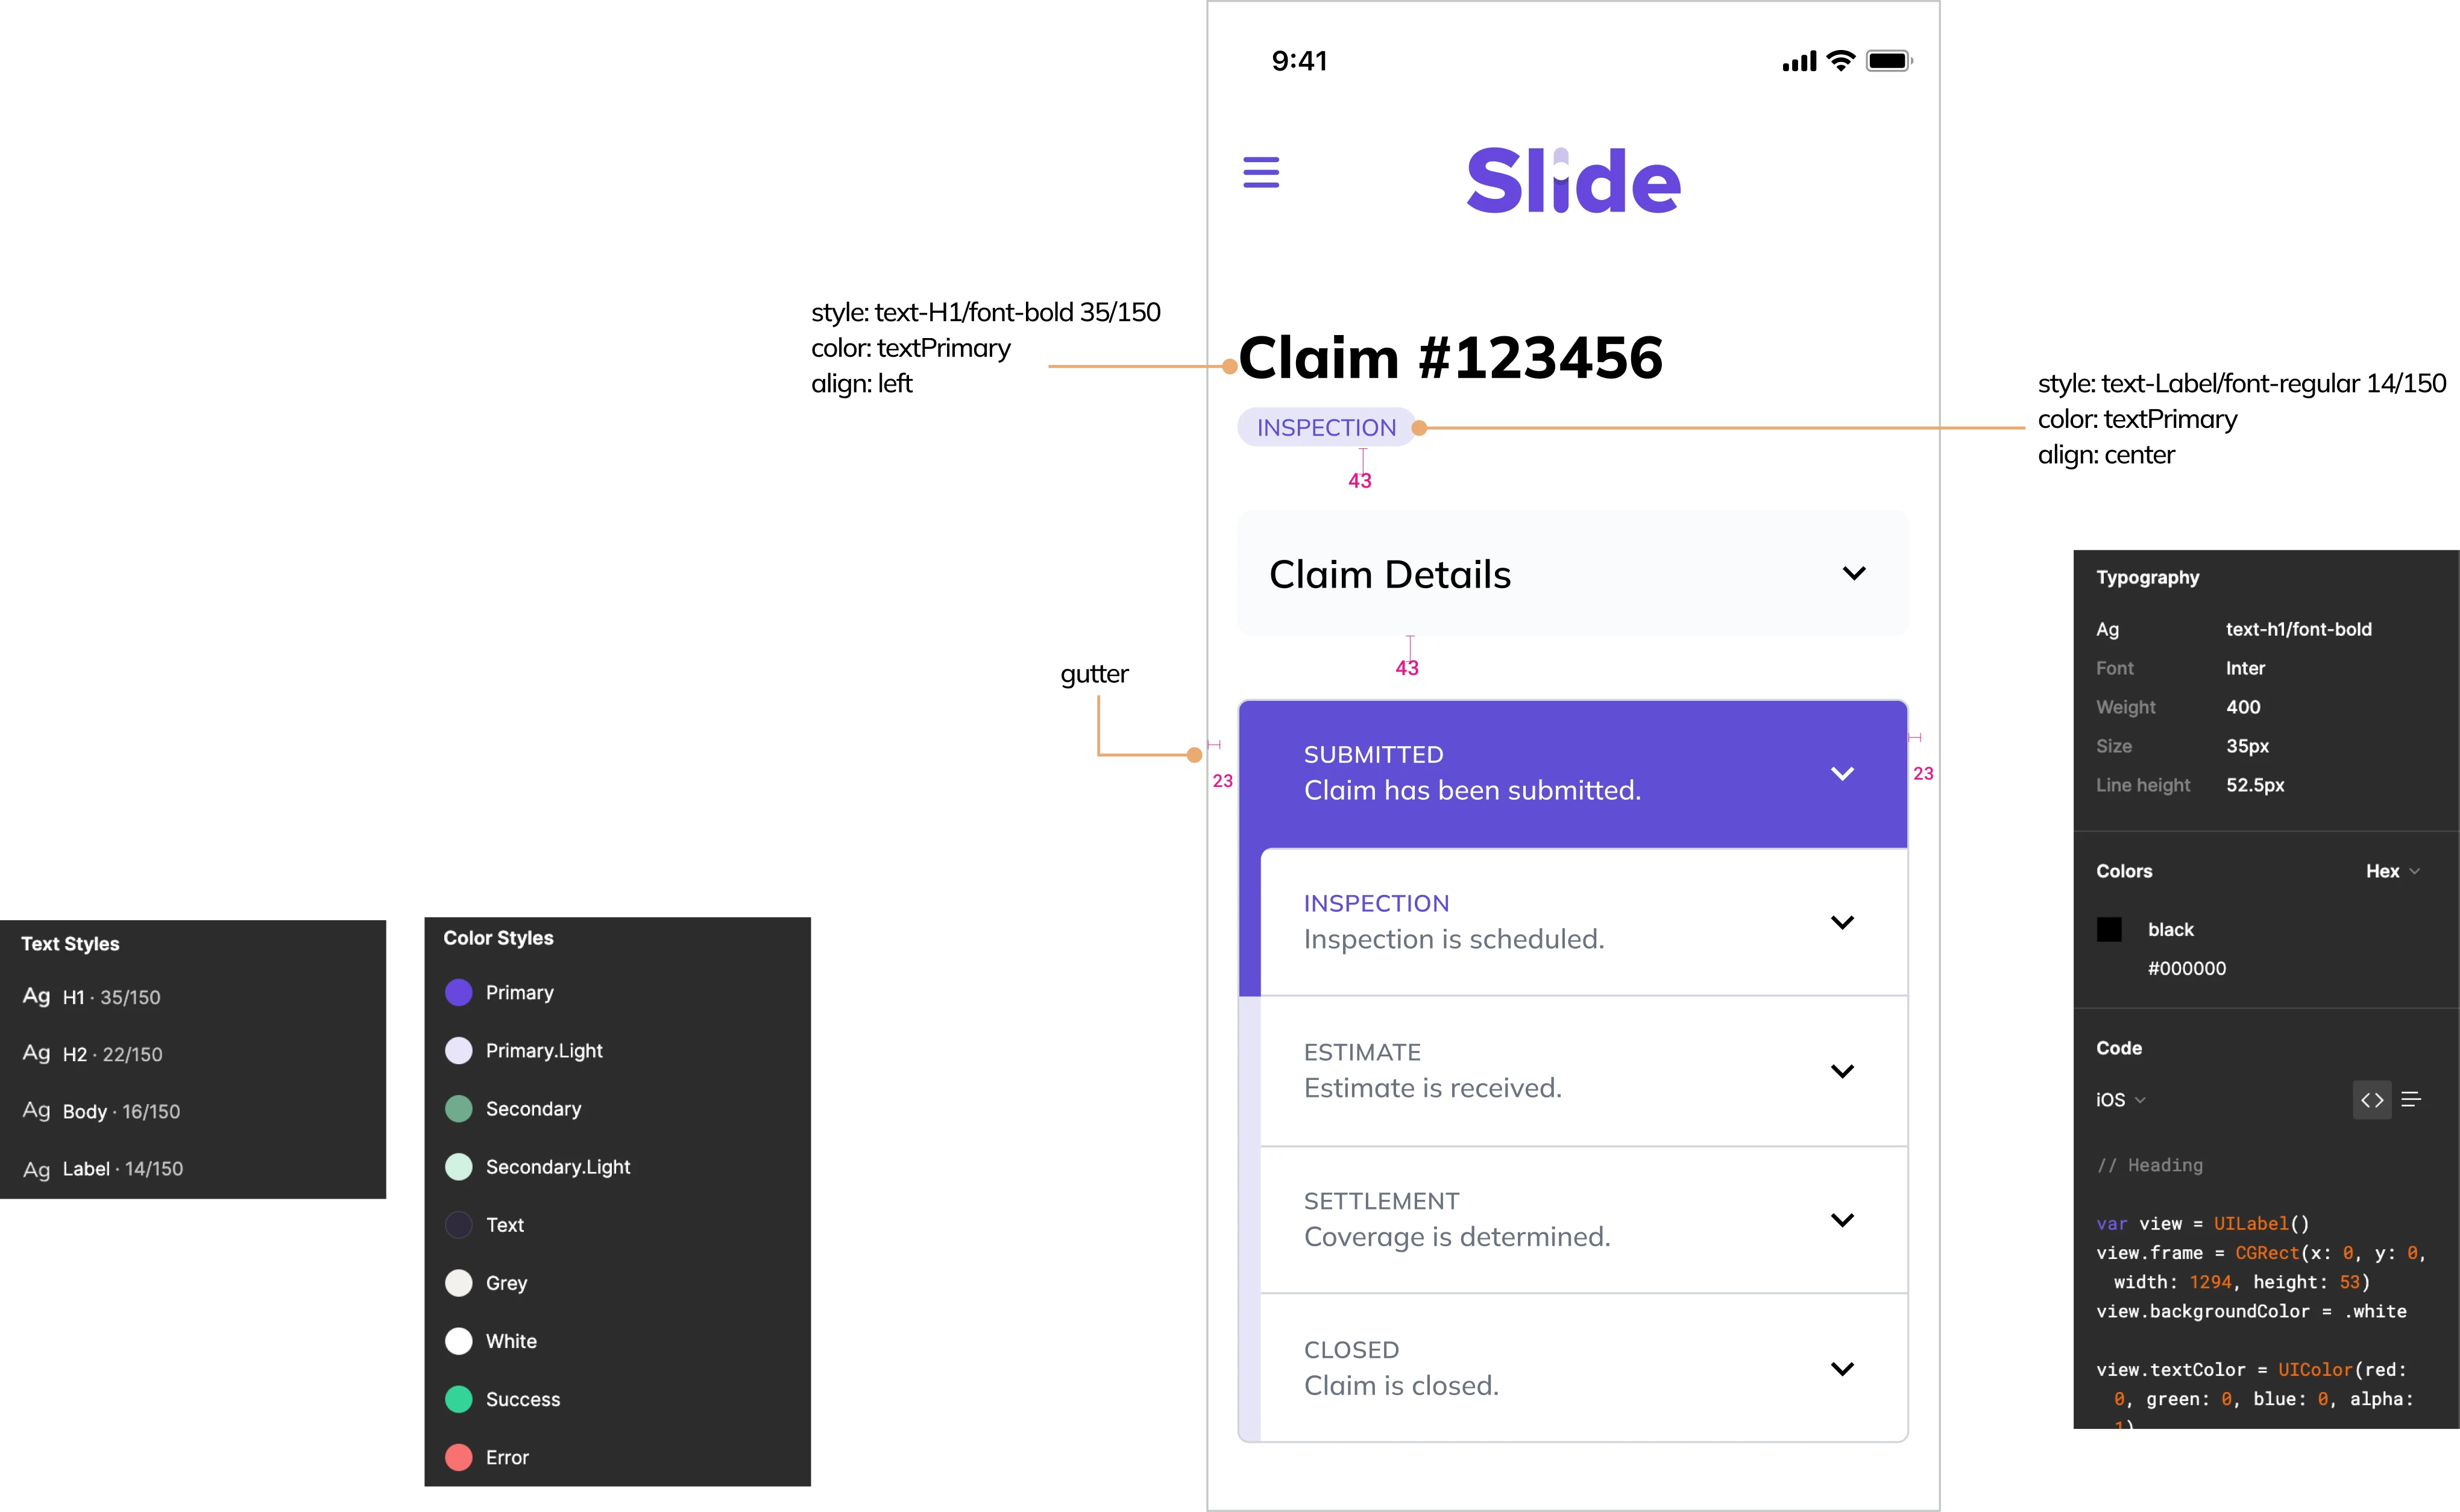 9:41
Slide
style: text-H1/font-bold 35/150
color: textPrimary
align: left
Claim #123456
INSPECTION
style: text-Label/font-regular 14/150
color: textPrimary
align: center
43
Claim Details
43
gutter
23
23
SUBMITTED
Claim has been submitted.
INSPECTION
Inspection is scheduled.
ESTIMATE
Estimate is received.
SETTLEMENT
Coverage is determined.
CLOSED
Claim is closed.
Text Styles
Ag H1 · 35/150
Ag H2 · 22/150
Ag Body · 16/150
Ag Label · 14/150
Color Styles
Primary
Primary.Light
Secondary
Secondary.Light
Text
Grey
White
Success
Error
Typography
Ag text-h1/font-bold
Font Inter
Weight 400
Size 35px
Line height 52.5px
Colors Hex
black
#000000
Code
iOS
// Heading
var view = UILabel()
view.frame = CGRect(x: 0, y: 0,
width: 1294, height: 53)
view.backgroundColor = .white
view.textColor = UIColor(red:
0, green: 0, blue: 0, alpha:
1)